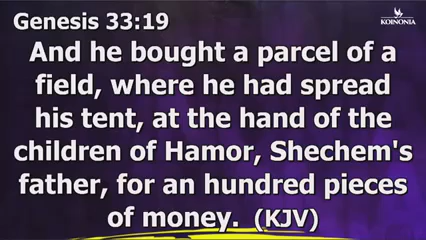 Genesis 33:19
KOINONIA
And he bought a parcel of a
field, where he had spread
his tent, at the hand of the
children of Hamor, Shechem's
father, for an hundred pieces
of money. (KJV)